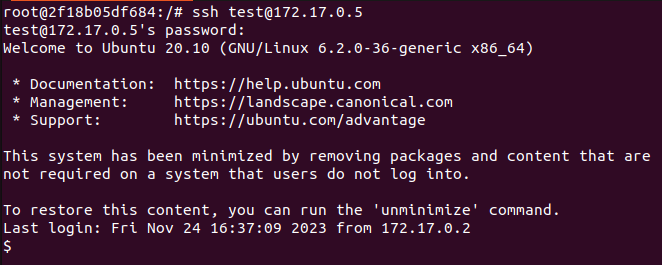 root@2f18b05df684:/# ssh test@172.17.0.5
test@172.17.0.5's password:
Welcome to Ubuntu 20.10 (GNU/Linux 6.2.0-36-generic x86_64)

 * Documentation:  https://help.ubuntu.com
 * Management:     https://landscape.canonical.com
 * Support:        https://ubuntu.com/advantage

This system has been minimized by removing packages and content that are
not required on a system that users do not log into.

To restore this content, you can run the 'unminimize' command.
Last login: Fri Nov 24 16:37:09 2023 from 172.17.0.2
$